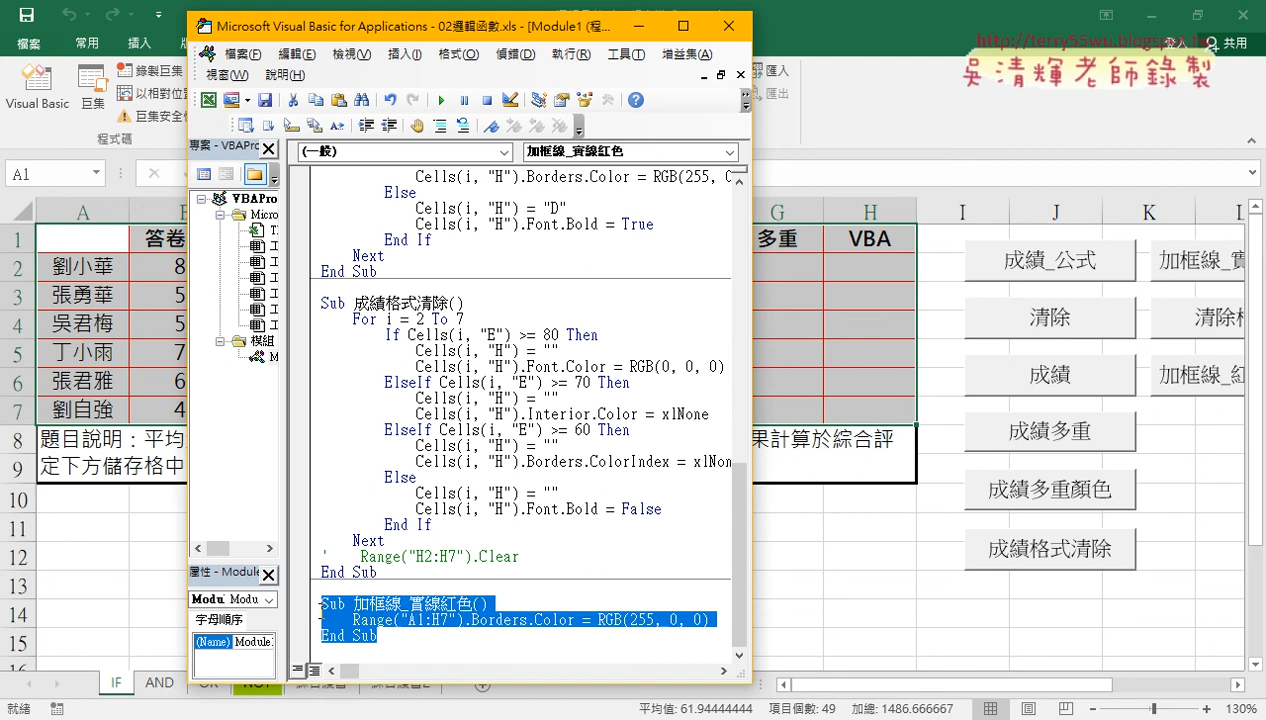 http://terry55wu.blogspot.tw
吳清輝老師錄製
檔案
常用
插入
登入
共用
Visual Basic
巨集
錄製巨集
以相對位
巨集安全
程式碼
匯入
匯出
A1
Microsoft Visual Basic for Applications - 02邏輯函數.xls - [Module1 (程...
檔案(F) 編輯(E) 檢視(V) 插入(I) 格式(O) 偵錯(D) 執行(R) 工具(T) 增益集(A)
視窗(W) 說明(H)
專案 - VBAPro
VBAPro
Micro
模組
M
屬性 - Module
Modu Modu
字母順序
(Name) Module
(一般)
加框線_實線紅色
Cells(i, "H").Borders.Color = RGB(255, 0
Else
Cells(i, "H") = "D"
Cells(i, "H").Font.Bold = True
End If
Next
End Sub
Sub 成績格式清除()
For i = 2 To 7
If Cells(i, "E") >= 80 Then
Cells(i, "H") = ""
Cells(i, "H").Font.Color = RGB(0, 0, 0)
ElseIf Cells(i, "E") >= 70 Then
Cells(i, "H") = ""
Cells(i, "H").Interior.Color = xlNone
ElseIf Cells(i, "E") >= 60 Then
Cells(i, "H") = ""
Cells(i, "H").Borders.ColorIndex = xlNon
Else
Cells(i, "H") = ""
Cells(i, "H").Font.Bold = False
End If
Next
' Range("H2:H7").Clear
End Sub
Sub 加框線_實線紅色()
Range("A1:H7").Borders.Color = RGB(255, 0, 0)
End Sub
A G H I J K L
1 答卷 多重 VBA
2 劉小華 8
3 張勇華 5
4 吳君梅 5
5 丁小雨 7
6 張君雅 6
7 劉自強 4
8 題目說明：平均 果計算於綜合評
9 定下方儲存格中
10
11
12
13
14
15
成績_公式
加框線_實
清除
清除
成績
加框線_紅
成績多重
成績多重顏色
成績格式清除
IF AND OR NOT
就緒
平均值: 61.94444444 項目個數: 49 加總: 1486.666667
130%